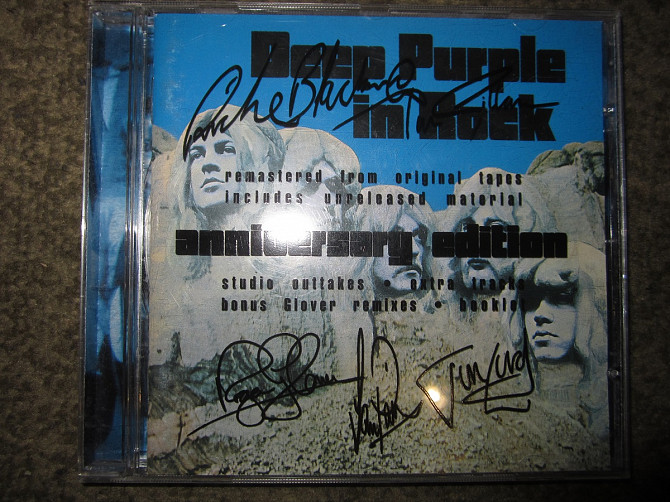 Deep Purple
in Rock
remastered from original tapes
includes unreleased material
anniversary edition
studio outtakes • extra tracks
bonus Glover remixes • booklet